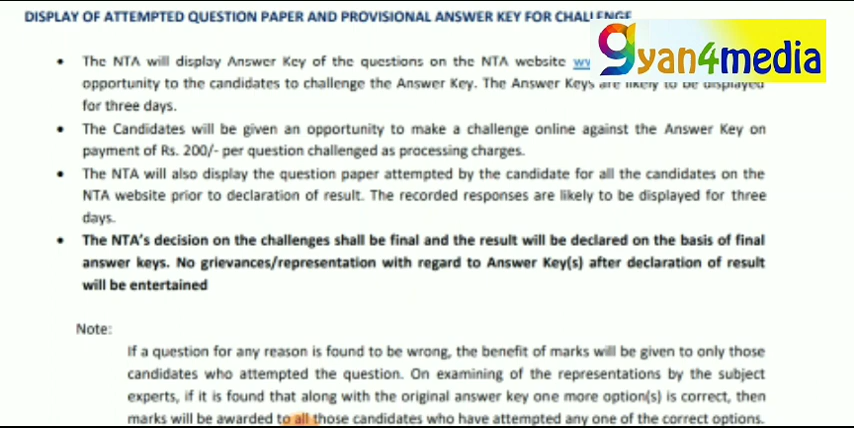 DISPLAY OF ATTEMPTED QUESTION PAPER AND PROVISIONAL ANSWER KEY FOR CHALLENGE
gyan4media
• The NTA will display Answer Key of the questions on the NTA website
opportunity to the candidates to challenge the Answer Key. The Answer Keys are likely to be displayed
for three days.
• The Candidates will be given an opportunity to make a challenge online against the Answer Key on
payment of Rs. 200/- per question challenged as processing charges.
• The NTA will also display the question paper attempted by the candidate for all the candidates on the
NTA website prior to declaration of result. The recorded responses are likely to be displayed for three
days.
• The NTA's decision on the challenges shall be final and the result will be declared on the basis of final
answer keys. No grievances/representation with regard to Answer Key(s) after declaration of result
will be entertained
Note:
If a question for any reason is found to be wrong, the benefit of marks will be given to only those
candidates who attempted the question. On examining of the representations by the subject
experts, if it is found that along with the original answer key one more option(s) is correct, then
marks will be awarded to all those candidates who have attempted any one of the correct options.